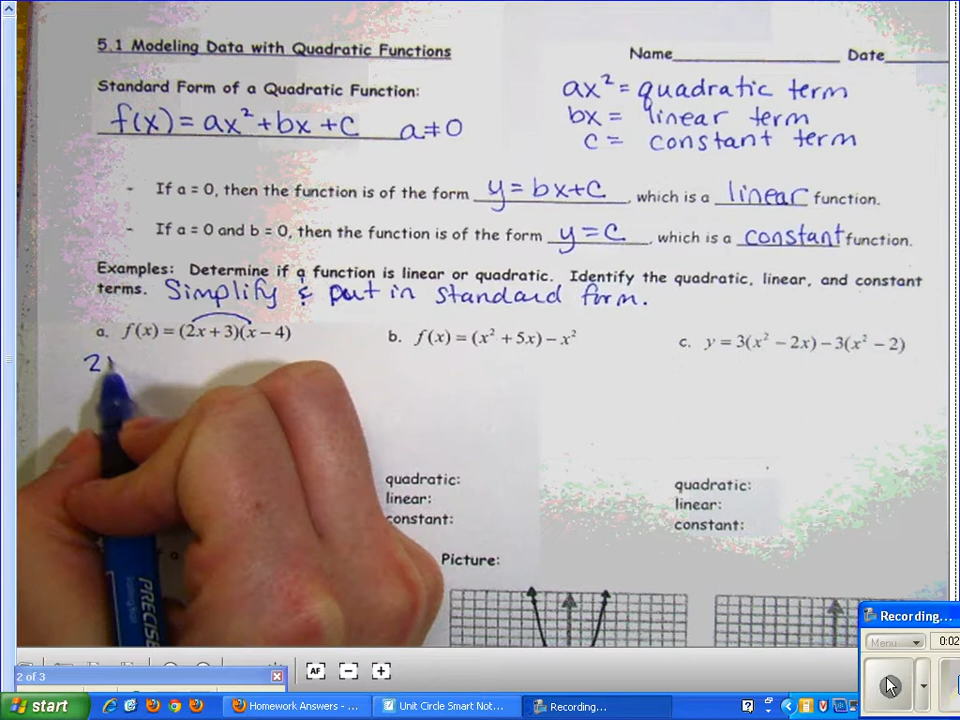 5.1 Modeling Data with Quadratic Functions
Name Date
Standard Form of a Quadratic Function:
ax² = quadratic term
f(x) = ax² + bx + c a ≠ 0
bx = linear term
c = constant term
- If a = 0, then the function is of the form y = bx + c, which is a linear function.
- If a = 0 and b = 0, then the function is of the form y = c, which is a constant function.
Examples: Determine if a function is linear or quadratic. Identify the quadratic, linear, and constant
terms. Simplify & put in standard form.
a. f(x) = (2x + 3)(x − 4) b. f(x) = (x² + 5x) − x² c. y = 3(x² − 2x) − 3(x² − 2)
quadratic: quadratic:
linear: linear:
constant: constant:
Picture:
Recording...
Menu 0:02
AF
2 of 3
start Homework Answers - ... Unit Circle Smart Not... Recording...